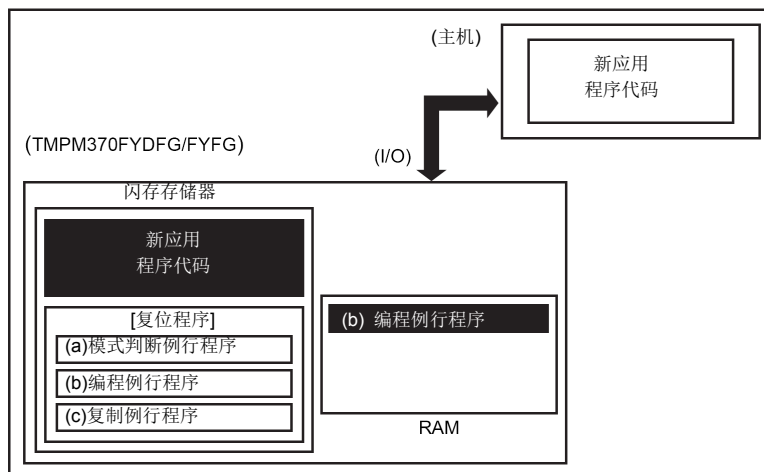 (主机)
新应用
程序代码
(TMPM370FYDFG/FYFG)
(I/O)
闪存存储器
新应用
程序代码
[复位程序]
(a)模式判断例行程序
(b)编程例行程序
(c)复制例行程序
(b) 编程例行程序
RAM